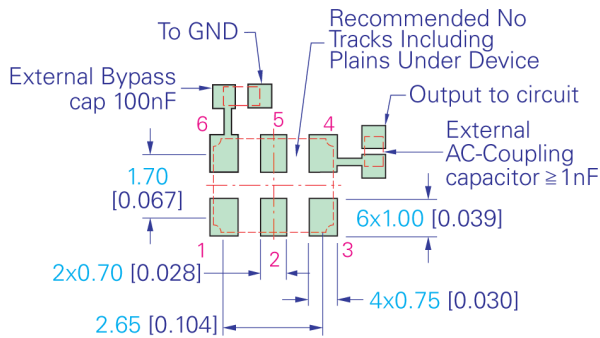 Recommended No
Tracks Including
Plains Under Device
To GND
External Bypass
cap 100nF
Output to circuit
External
AC-Coupling
capacitor ≥ 1nF
6
5
4
1.70
[0.067]
6x1.00 [0.039]
1
2
3
2x0.70 [0.028]
4x0.75 [0.030]
2.65 [0.104]